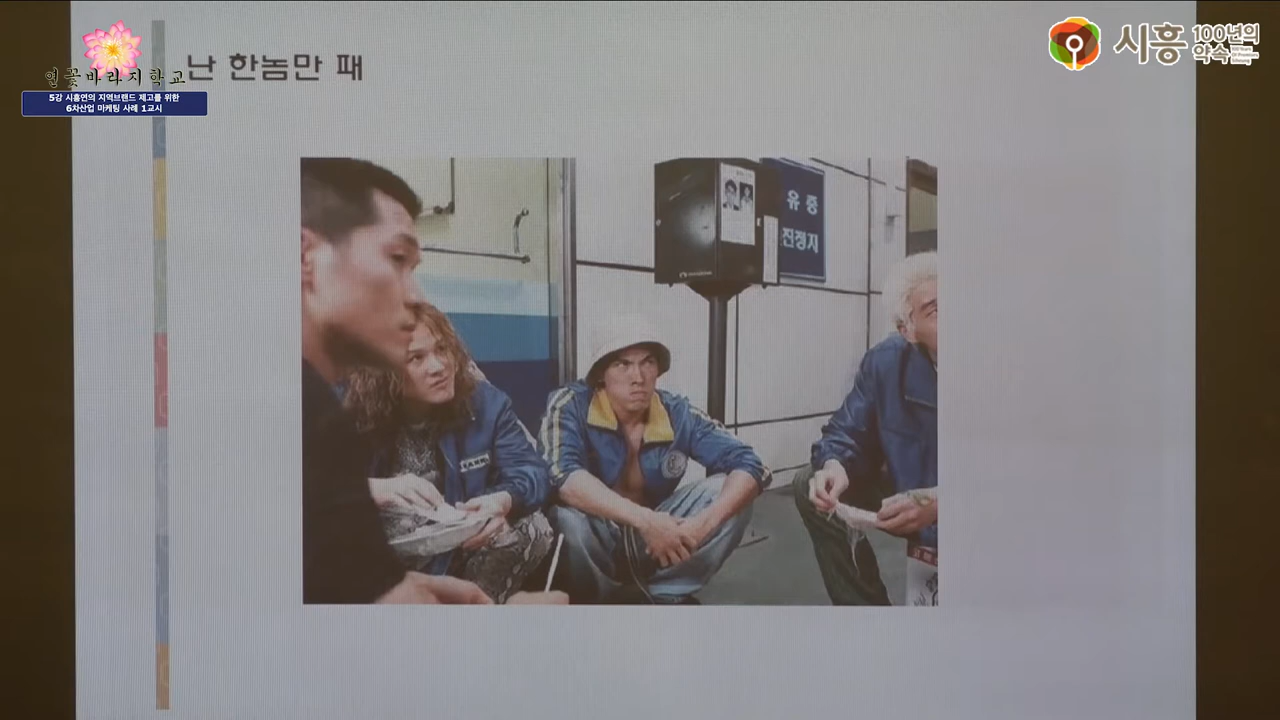 연꽃바라지학교
5강 시흥연의 지역브랜드 제고를 위한
6차산업 마케팅 사례 1교시
난 한놈만 패
시흥 100년의
약속
유 중
진정지